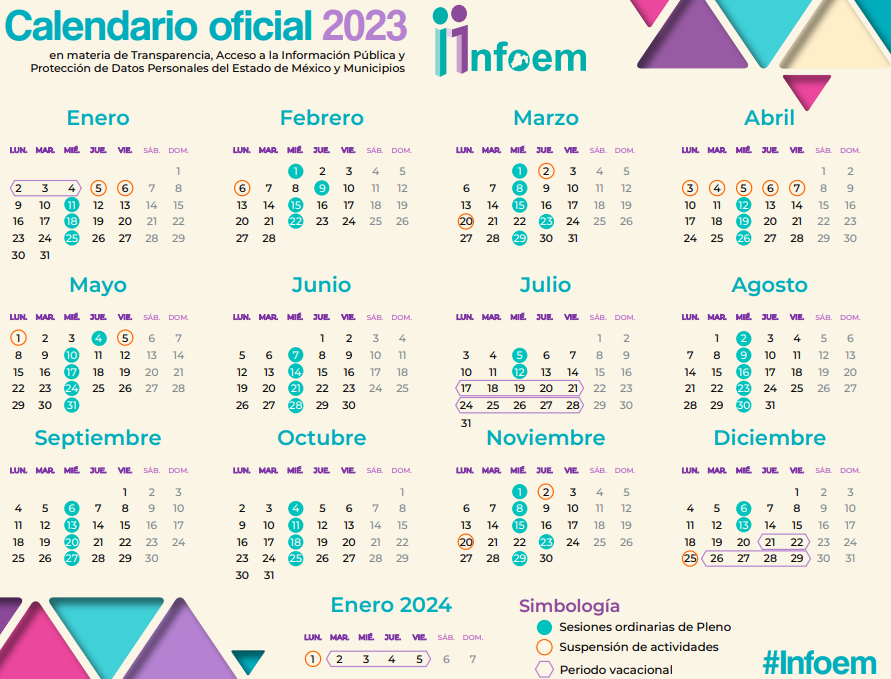 Calendario oficial 2023
en materia de Transparencia, Acceso a la Información Pública y
Protección de Datos Personales del Estado de México y Municipios
infoem
Enero
LUN. MAR. MIÉ. JUE. VIE. SÁB. DOM.
1
2 3 4 5 6 7 8
9 10 11 12 13 14 15
16 17 18 19 20 21 22
23 24 25 26 27 28 29
30 31
Febrero
LUN. MAR. MIÉ. JUE. VIE. SÁB. DOM.
1 2 3 4 5
6 7 8 9 10 11 12
13 14 15 16 17 18 19
20 21 22 23 24 25 26
27 28
Marzo
LUN. MAR. MIÉ. JUE. VIE. SÁB. DOM.
1 2 3 4 5
6 7 8 9 10 11 12
13 14 15 16 17 18 19
20 21 22 23 24 25 26
27 28 29 30 31
Abril
LUN. MAR. MIÉ. JUE. VIE. SÁB. DOM.
1 2
3 4 5 6 7 8 9
10 11 12 13 14 15 16
17 18 19 20 21 22 23
24 25 26 27 28 29 30
Mayo
LUN. MAR. MIÉ. JUE. VIE. SÁB. DOM.
1 2 3 4 5 6 7
8 9 10 11 12 13 14
15 16 17 18 19 20 21
22 23 24 25 26 27 28
29 30 31
Junio
LUN. MAR. MIÉ. JUE. VIE. SÁB. DOM.
1 2 3 4
5 6 7 8 9 10 11
12 13 14 15 16 17 18
19 20 21 22 23 24 25
26 27 28 29 30
Julio
LUN. MAR. MIÉ. JUE. VIE. SÁB. DOM.
1 2
3 4 5 6 7 8 9
10 11 12 13 14 15 16
17 18 19 20 21 22 23
24 25 26 27 28 29 30
31
Agosto
LUN. MAR. MIÉ. JUE. VIE. SÁB. DOM.
1 2 3 4 5 6
7 8 9 10 11 12 13
14 15 16 17 18 19 20
21 22 23 24 25 26 27
28 29 30 31
Septiembre
LUN. MAR. MIÉ. JUE. VIE. SÁB. DOM.
1 2 3
4 5 6 7 8 9 10
11 12 13 14 15 16 17
18 19 20 21 22 23 24
25 26 27 28 29 30
Octubre
LUN. MAR. MIÉ. JUE. VIE. SÁB. DOM.
1
2 3 4 5 6 7 8
9 10 11 12 13 14 15
16 17 18 19 20 21 22
23 24 25 26 27 28 29
30 31
Noviembre
LUN. MAR. MIÉ. JUE. VIE. SÁB. DOM.
1 2 3 4 5
6 7 8 9 10 11 12
13 14 15 16 17 18 19
20 21 22 23 24 25 26
27 28 29 30
Diciembre
LUN. MAR. MIÉ. JUE. VIE. SÁB. DOM.
1 2 3
4 5 6 7 8 9 10
11 12 13 14 15 16 17
18 19 20 21 22 23 24
25 26 27 28 29 30 31
Enero 2024
LUN. MAR. MIÉ. JUE. VIE. SÁB. DOM.
1 2 3 4 5 6 7
Simbología
Sesiones ordinarias de Pleno
Suspensión de actividades
Periodo vacacional
#Infoem